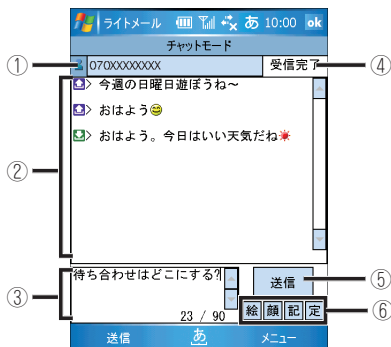 ライトメール あ 10:00 ok
チャットモード
① 070XXXXXXXX 受信完了 ④
② > 今週の日曜日遊ぼうね～
> おはよう
> おはよう。今日はいい天気だね
③ 待ち合わせはどこにする?
送信 ⑤
23 / 90 絵 顔 記 定 ⑥
送信 あ メニュー